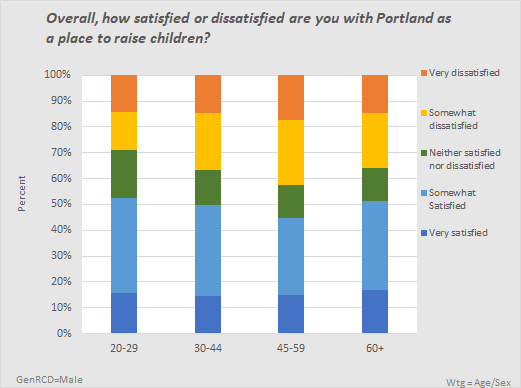 Overall, how satisfied or dissatisfied are you with Portland as
a place to raise children?
100%
90%
80%
70%
60%
50%
40%
30%
20%
10%
0%
Percent
20-29
30-44
45-59
60+
Very dissatisfied
Somewhat
dissatisfied
Neither satisfied
nor dissatisfied
Somewhat
Satisfied
Very satisfied
GenRCD=Male
Wtg = Age/Sex